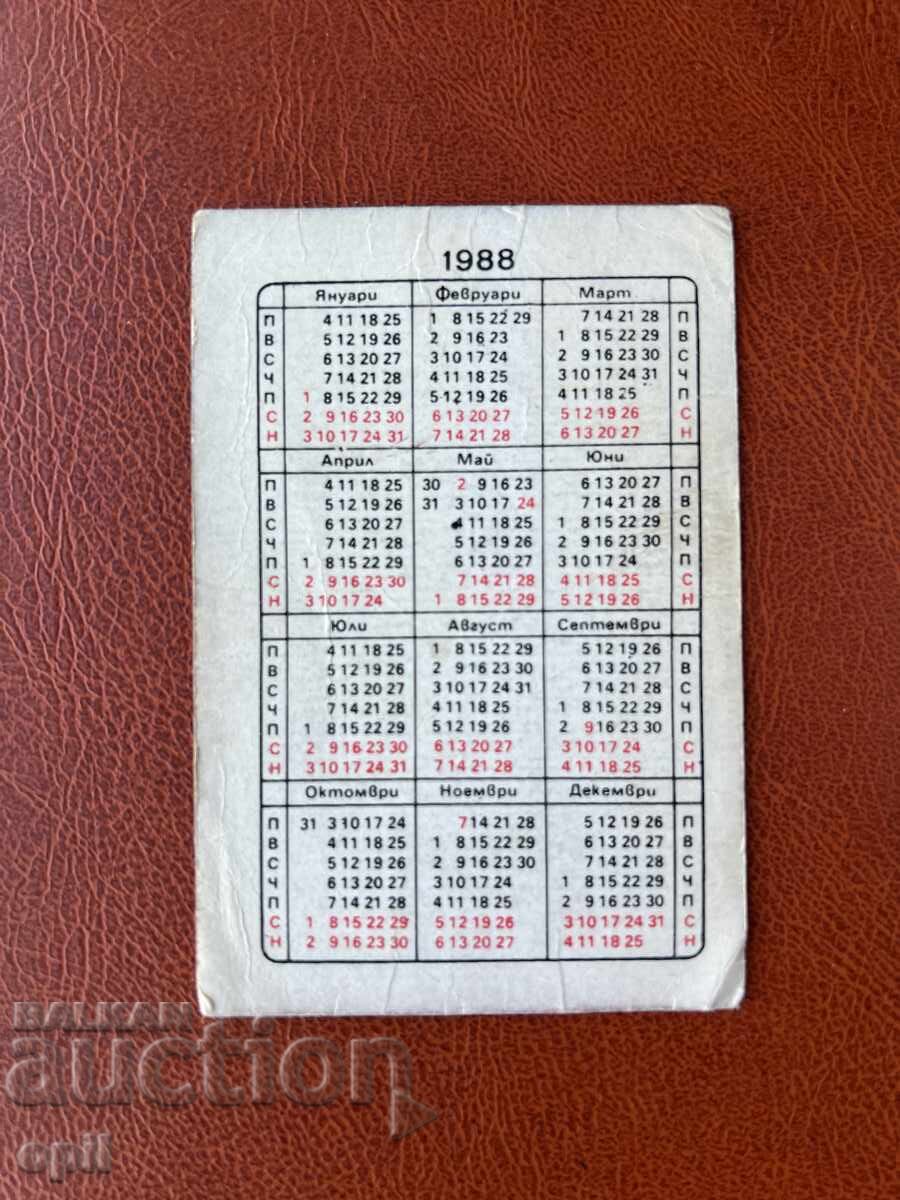 1988
Януари Февруари Март
П 4 11 18 25 1 8 15 22 29 7 14 21 28 П
В 5 12 19 26 2 9 16 23 1 8 15 22 29 В
С 6 13 20 27 3 10 17 24 2 9 16 23 30 С
Ч 7 14 21 28 4 11 18 25 3 10 17 24 31 Ч
П 1 8 15 22 29 5 12 19 26 4 11 18 25 П
С 2 9 16 23 30 6 13 20 27 5 12 19 26 С
Н 3 10 17 24 31 7 14 21 28 6 13 20 27 Н
Април Май Юни
П 4 11 18 25 30 2 9 16 23 6 13 20 27 П
В 5 12 19 26 31 3 10 17 24 7 14 21 28 В
С 6 13 20 27 4 11 18 25 1 8 15 22 29 С
Ч 7 14 21 28 5 12 19 26 2 9 16 23 30 Ч
П 1 8 15 22 29 6 13 20 27 3 10 17 24 П
С 2 9 16 23 30 7 14 21 28 4 11 18 25 С
Н 3 10 17 24 1 8 15 22 29 5 12 19 26 Н
Юли Август Септември
П 4 11 18 25 1 8 15 22 29 5 12 19 26 П
В 5 12 19 26 2 9 16 23 30 6 13 20 27 В
С 6 13 20 27 3 10 17 24 31 7 14 21 28 С
Ч 7 14 21 28 4 11 18 25 1 8 15 22 29 Ч
П 1 8 15 22 29 5 12 19 26 2 9 16 23 30 П
С 2 9 16 23 30 6 13 20 27 3 10 17 24 С
Н 3 10 17 24 31 7 14 21 28 4 11 18 25 Н
Октомври Ноември Декември
П 31 3 10 17 24 7 14 21 28 5 12 19 26 П
В 4 11 18 25 1 8 15 22 29 6 13 20 27 В
С 5 12 19 26 2 9 16 23 30 7 14 21 28 С
Ч 6 13 20 27 3 10 17 24 1 8 15 22 29 Ч
П 7 14 21 28 4 11 18 25 2 9 16 23 30 П
С 1 8 15 22 29 5 12 19 26 3 10 17 24 31 С
Н 2 9 16 23 30 6 13 20 27 4 11 18 25 Н
BALKAN
auction
opil